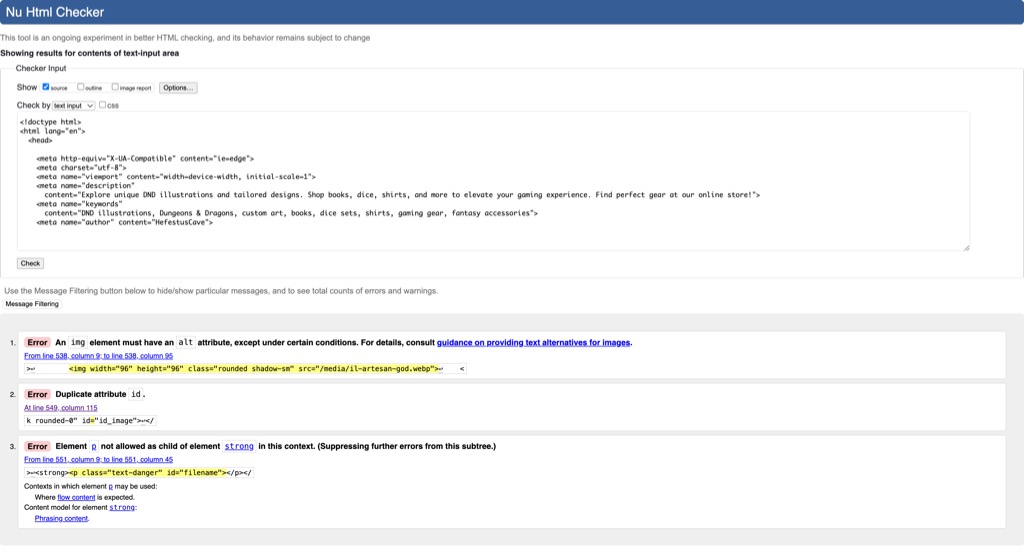 Nu Html Checker
This tool is an ongoing experiment in better HTML checking, and its behavior remains subject to change
Showing results for contents of text-input area
Checker Input
Show source outline image report Options...
Check by text input css
<!doctype html>
<html lang="en">
<head>
<meta http-equiv="X-UA-Compatible" content="ie=edge">
<meta charset="utf-8">
<meta name="viewport" content="width=device-width, initial-scale=1">
<meta name="description"
content="Explore unique DND illustrations and tailored designs. Shop books, dice, shirts, and more to elevate your gaming experience. Find perfect gear at our online store!">
<meta name="keywords"
content="DND illustrations, Dungeons & Dragons, custom art, books, dice sets, shirts, gaming gear, fantasy accessories">
<meta name="author" content="HefestusCave">
Check
Use the Message Filtering button below to hide/show particular messages, and to see total counts of errors and warnings.
Message Filtering
1. Error An img element must have an alt attribute, except under certain conditions. For details, consult guidance on providing text alternatives for images.
From line 538, column 9; to line 538, column 95
>↩ <img width="96" height="96" class="rounded shadow-sm" src="/media/il-artesan-god.webp">↩ <
2. Error Duplicate attribute id.
At line 549, column 115
k rounded-0" id="id_image">↩</
3. Error Element p not allowed as child of element strong in this context. (Suppressing further errors from this subtree.)
From line 551, column 9; to line 551, column 45
>↩<strong><p class="text-danger" id="filename"></p></
Contexts in which element p may be used:
Where flow content is expected.
Content model for element strong:
Phrasing content.